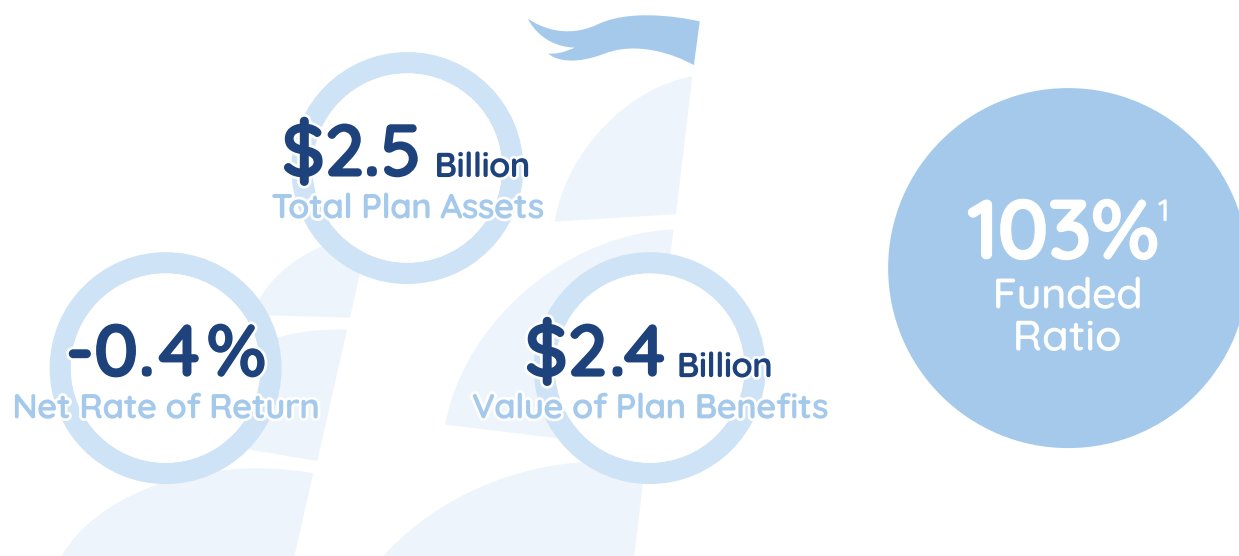 $2.5 Billion
Total Plan Assets
-0.4%
Net Rate of Return
$2.4 Billion
Value of Plan Benefits
103%¹
Funded
Ratio